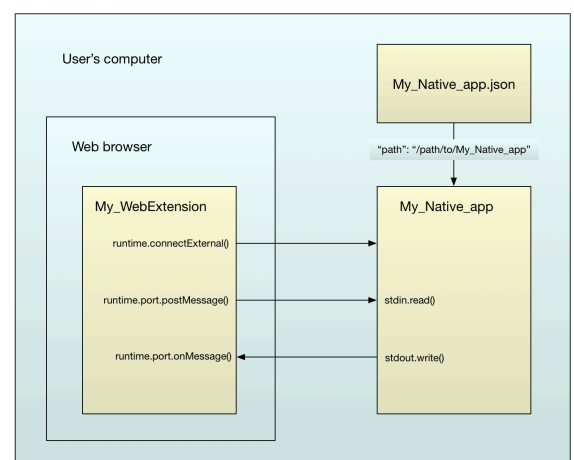 User's computer
My_Native_app.json
"path": "/path/to/My_Native_app"
Web browser
My_WebExtension
runtime.connectExternal()
runtime.port.postMessage()
runtime.port.onMessage()
My_Native_app
stdin.read()
stdout.write()